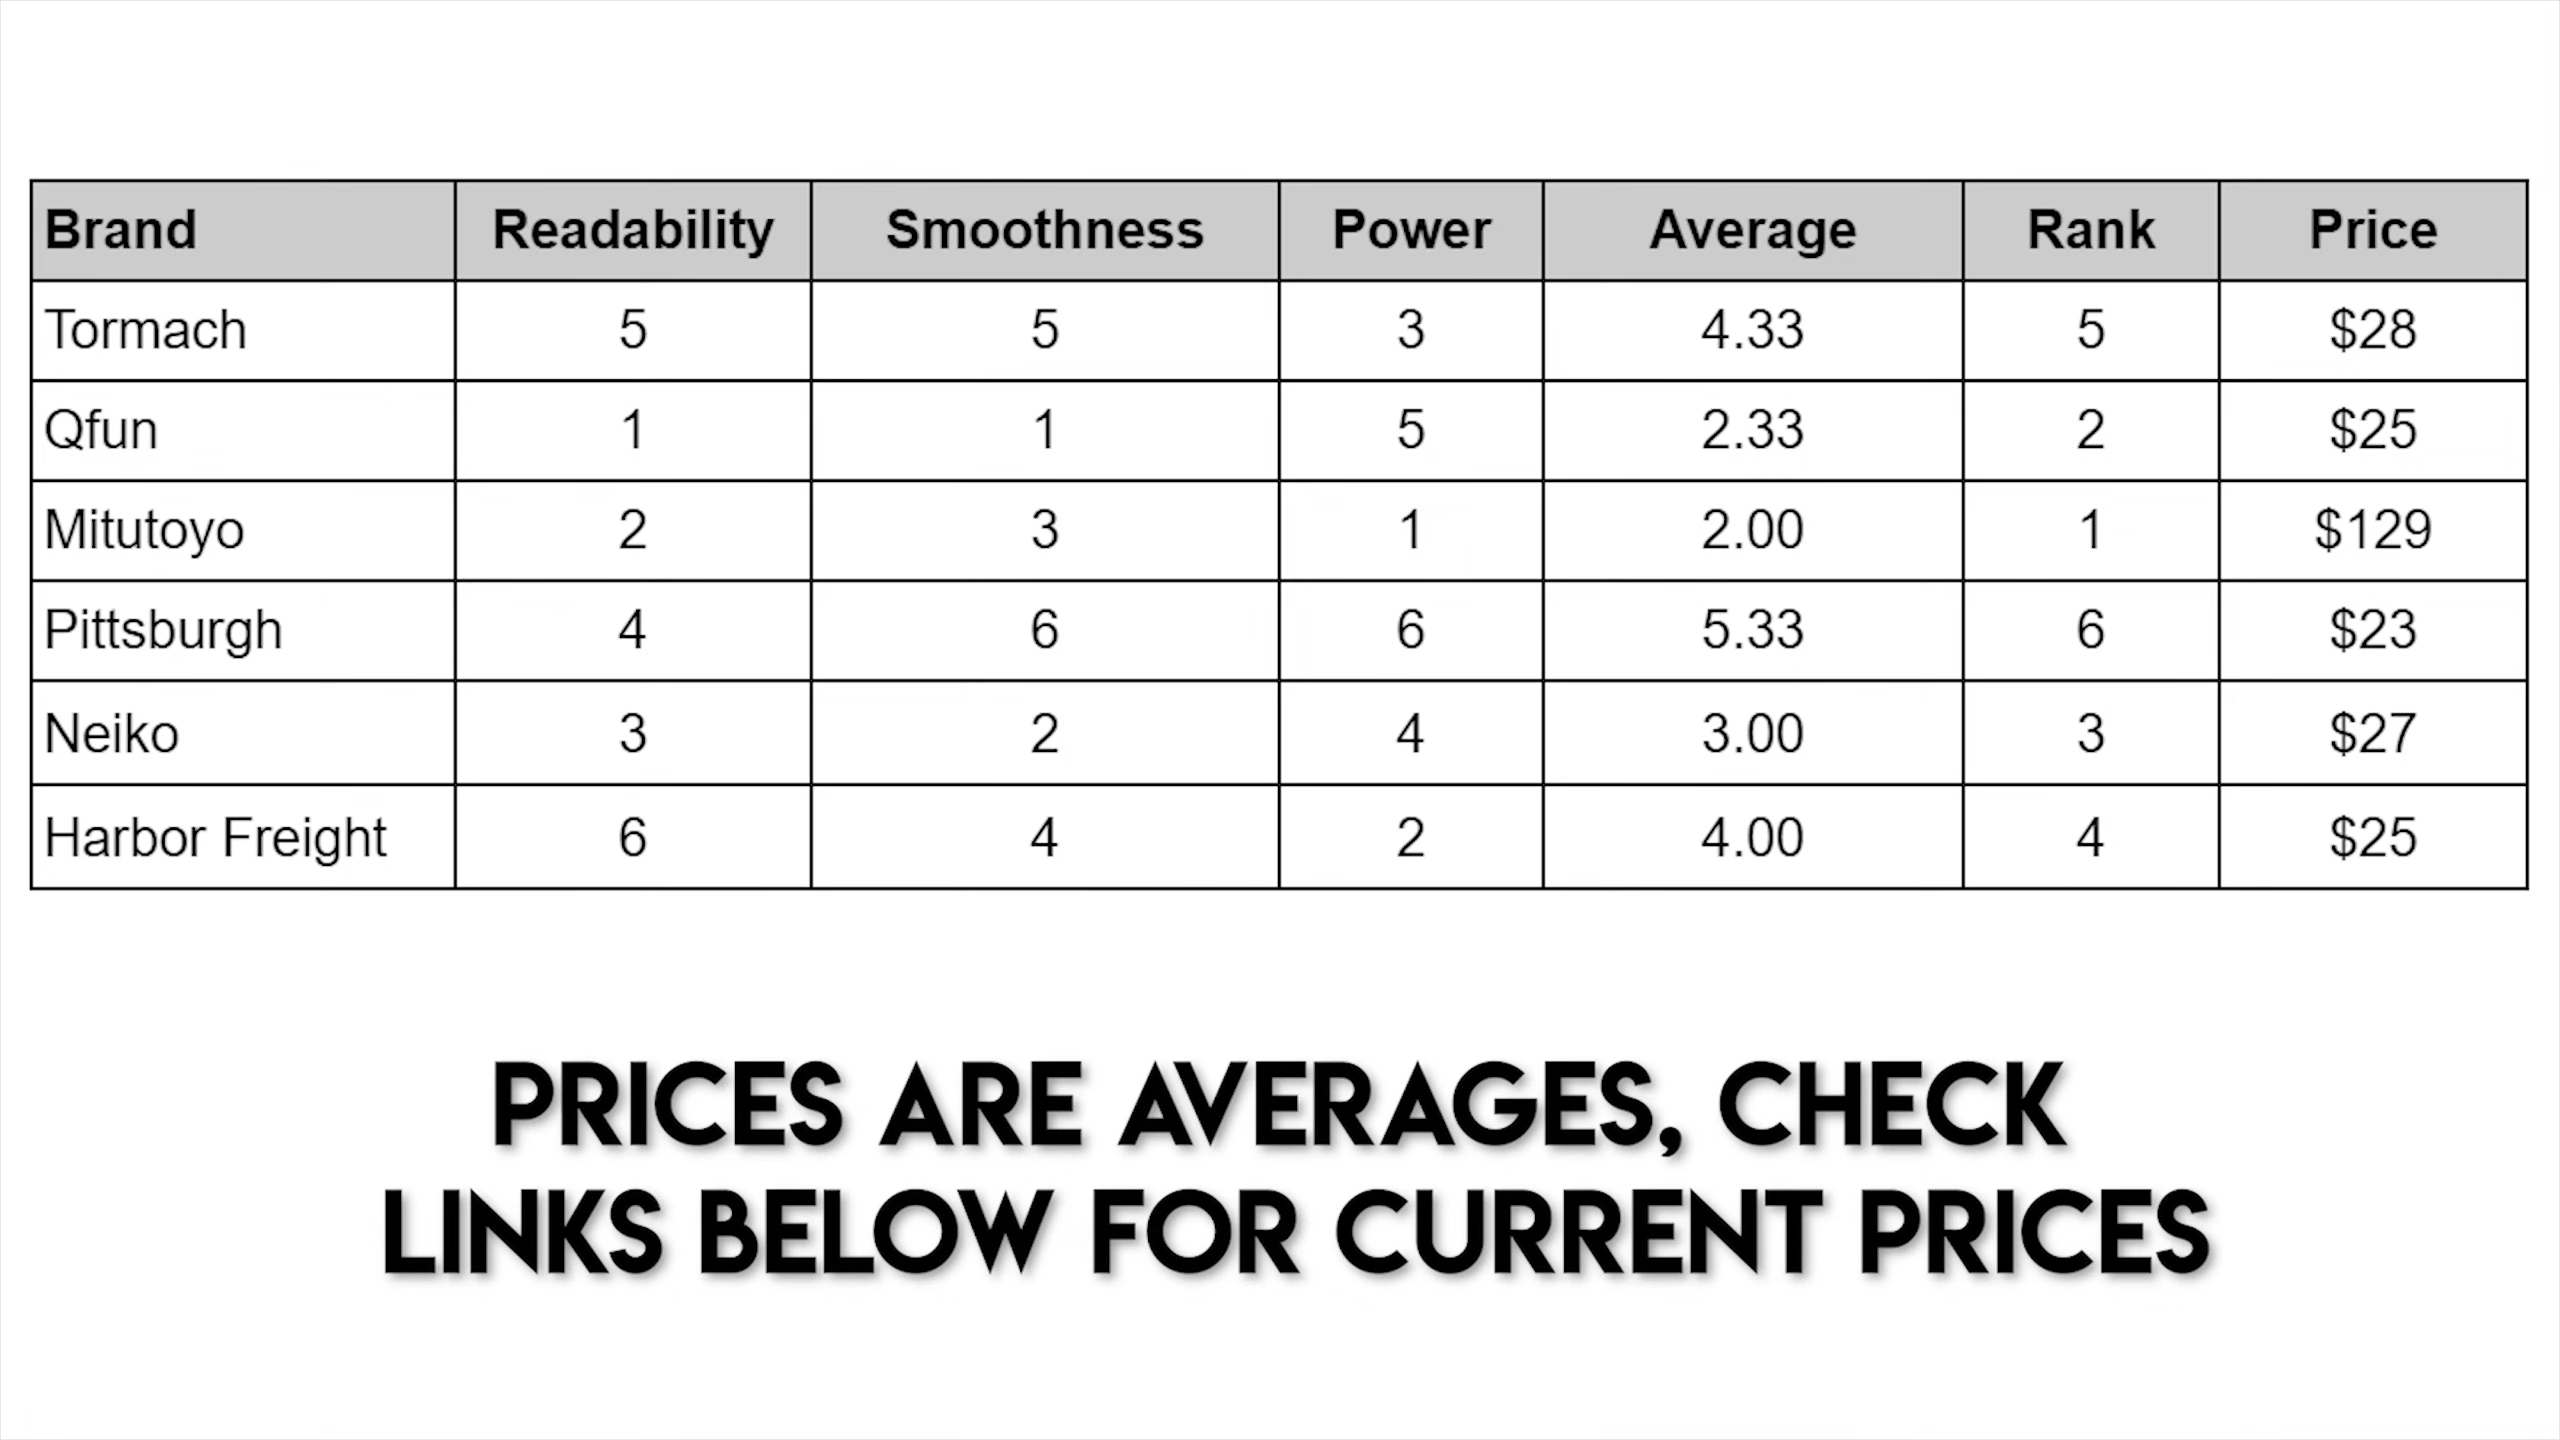 Brand Readability Smoothness Power Average Rank Price
Tormach 5 5 3 4.33 5 $28
Qfun 1 1 5 2.33 2 $25
Mitutoyo 2 3 1 2.00 1 $129
Pittsburgh 4 6 6 5.33 6 $23
Neiko 3 2 4 3.00 3 $27
Harbor Freight 6 4 2 4.00 4 $25
PRICES ARE AVERAGES, CHECK
LINKS BELOW FOR CURRENT PRICES